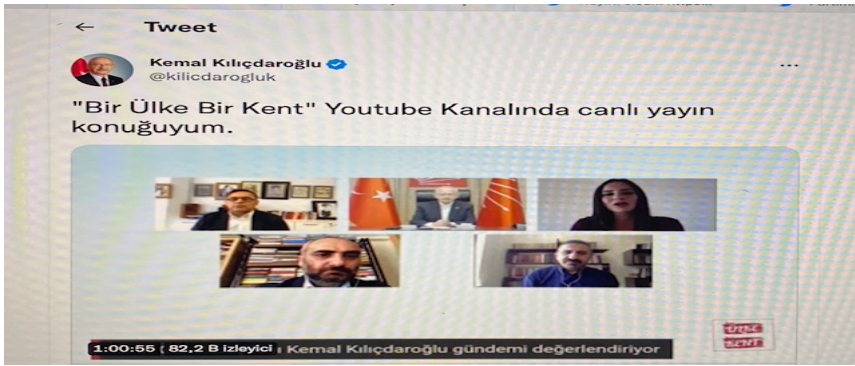 Tweet
Kemal Kılıçdaroğlu
@kilicdarogluk
"Bir Ülke Bir Kent" Youtube Kanalında canlı yayın
konuğuyum.
ÜLKE
KENT
1:00:55 82,2 B izleyici Kemal Kılıçdaroğlu gündemi değerlendiriyor